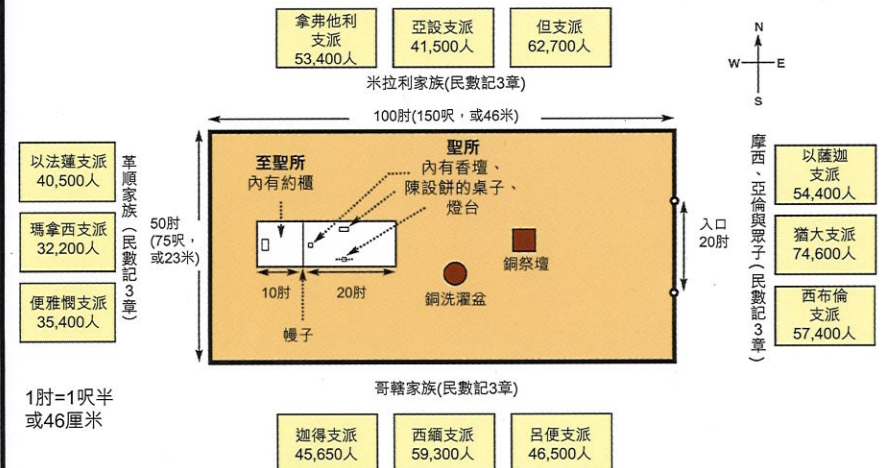 拿弗他利
支派
53,400人
亞設支派
41,500人
但支派
62,700人
米拉利家族(民數記3章)
N
W
E
S
100肘(150呎，或46米)
以法蓮支派
40,500人
瑪拿西支派
32,200人
便雅憫支派
35,400人
革順家族（民數記3章）
50肘
(75呎，
或23米)
至聖所
內有約櫃
聖所
內有香壇、
陳設餅的桌子、
燈台
10肘
20肘
幔子
銅洗濯盆
銅祭壇
入口
20肘
摩西、亞倫與眾子（民數記3章）
以薩迦
支派
54,400人
猶大支派
74,600人
西布倫
支派
57,400人
哥轄家族(民數記3章)
1肘=1呎半
或46厘米
迦得支派
45,650人
西緬支派
59,300人
呂便支派
46,500人